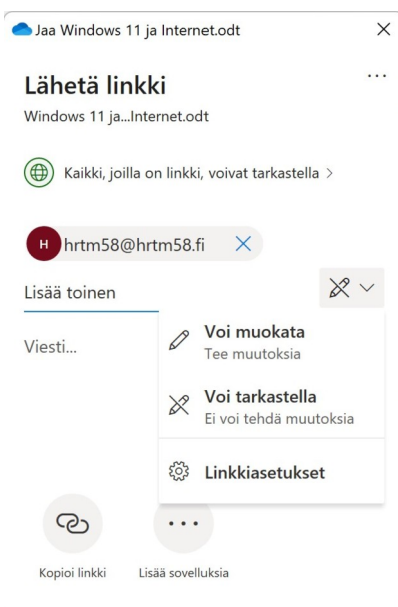 Jaa Windows 11 ja Internet.odt
Lähetä linkki
Windows 11 ja...Internet.odt
Kaikki, joilla on linkki, voivat tarkastella >
H hrtm58@hrtm58.fi
Lisää toinen
Viesti...
Voi muokata
Tee muutoksia
Voi tarkastella
Ei voi tehdä muutoksia
Linkkiasetukset
Kopioi linkki
Lisää sovelluksia